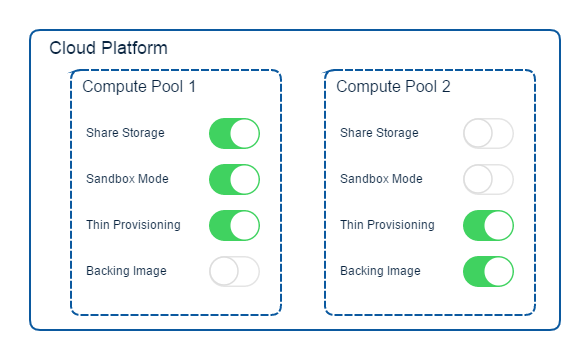 Cloud Platform
Compute Pool 1
Share Storage
Sandbox Mode
Thin Provisioning
Backing Image
Compute Pool 2
Share Storage
Sandbox Mode
Thin Provisioning
Backing Image